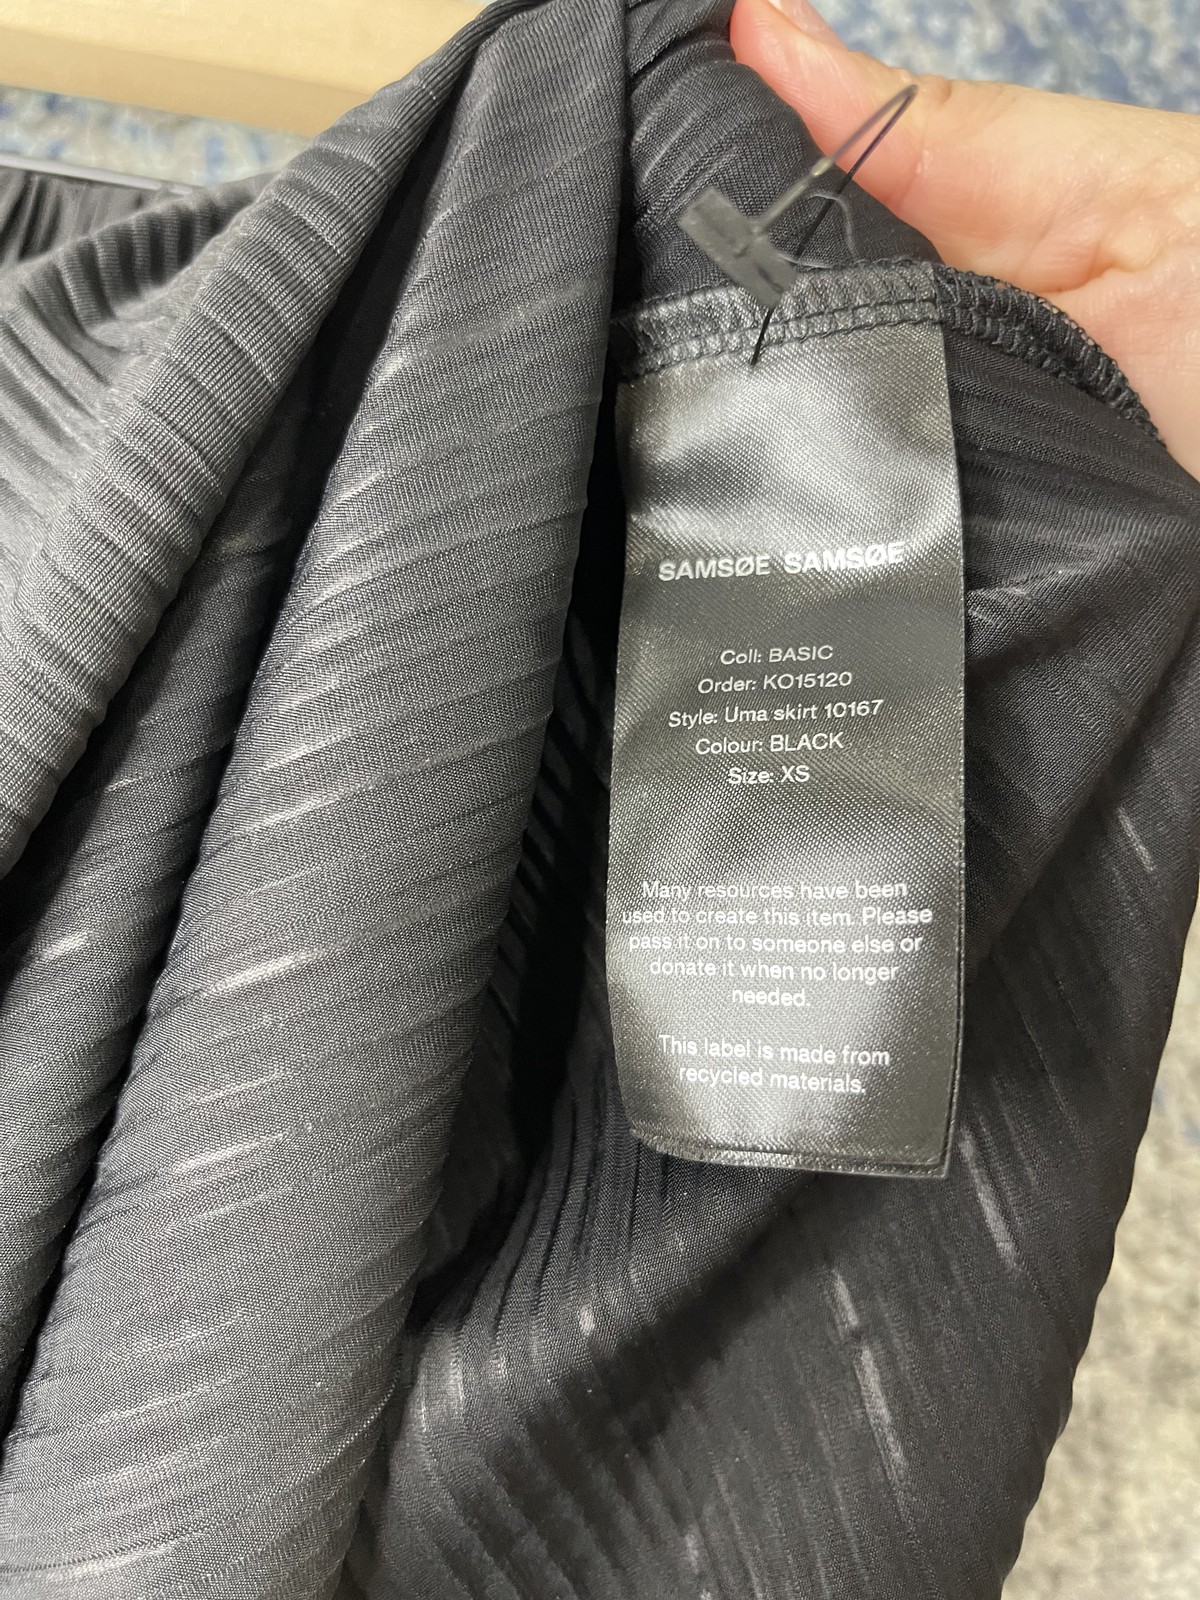 SAMSØE SAMSØE
Coll: BASIC
Order: KO15120
Style: Uma skirt 10167
Colour: BLACK
Size: XS
Many resources have been
used to create this item. Please
pass it on to someone else or
donate it when no longer
needed.
This label is made from
recycled materials.